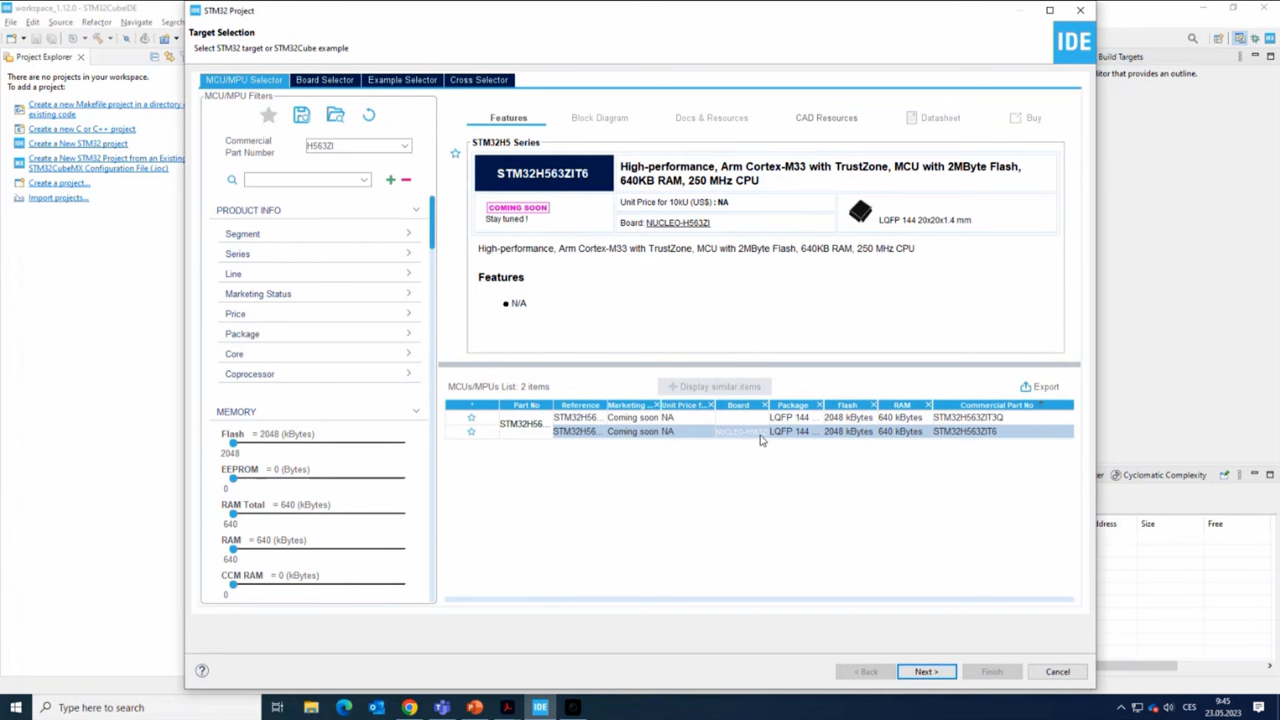 workspace_1.12.0 - STM32CubeIDE
File Edit Source Refactor Navigate Search
Project Explorer
There are no projects in your workspace.
To add a project:
Create a new Makefile project in a directory
existing code
Create a new C or C++ project
Create a New STM32 project
Create a New STM32 Project from an Existing
STM32CubeMX Configuration File (.ioc)
Create a project...
Import projects...
IDE STM32 Project
Target Selection
Select STM32 target or STM32Cube example
IDE
MCU/MPU Selector Board Selector Example Selector Cross Selector
MCU/MPU Filters
Commercial
Part Number
H563ZI
PRODUCT INFO
Segment
Series
Line
Marketing Status
Price
Package
Core
Coprocessor
MEMORY
Flash = 2048 (kBytes)
2048
EEPROM = 0 (Bytes)
0
RAM Total = 640 (kBytes)
640
RAM = 640 (kBytes)
640
CCM RAM = 0 (kBytes)
0
Features Block Diagram Docs & Resources CAD Resources Datasheet Buy
STM32H5 Series
STM32H563ZIT6
High-performance, Arm Cortex-M33 with TrustZone, MCU with 2MByte Flash,
640KB RAM, 250 MHz CPU
COMING SOON
Stay tuned !
Unit Price for 10kU (US$) : NA
Board: NUCLEO-H563ZI
LQFP 144 20x20x1.4 mm
High-performance, Arm Cortex-M33 with TrustZone, MCU with 2MByte Flash, 640KB RAM, 250 MHz CPU
Features
● N/A
MCUs/MPUs List: 2 items
Display similar items
Export
* Part No Reference Marketing ... Unit Price f... Board Package Flash RAM Commercial Part No
STM32H56... Coming soon NA LQFP 144 ... 2048 kBytes 640 kBytes STM32H563ZIT3Q
STM32H56...
STM32H56... Coming soon NA NUCLEO-H563ZI LQFP 144 ... 2048 kBytes 640 kBytes STM32H563ZIT6
< Back Next > Finish Cancel
Build Targets
itor that provides an outline.
Cyclomatic Complexity
ddress Size Free
Type here to search
CES
9:45
23.05.2023